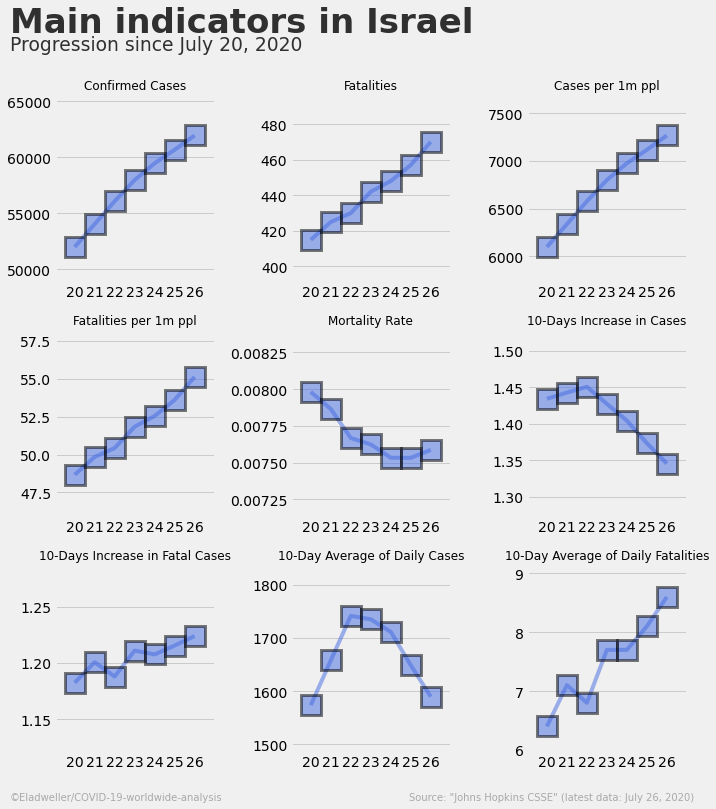 Main indicators in Israel
Progression since July 20, 2020
Confirmed Cases
65000
60000
55000
50000
20 21 22 23 24 25 26
Fatalities
480
460
440
420
400
20 21 22 23 24 25 26
Cases per 1m ppl
7500
7000
6500
6000
20 21 22 23 24 25 26
Fatalities per 1m ppl
57.5
55.0
52.5
50.0
47.5
20 21 22 23 24 25 26
Mortality Rate
0.00825
0.00800
0.00775
0.00750
0.00725
20 21 22 23 24 25 26
10-Days Increase in Cases
1.50
1.45
1.40
1.35
1.30
20 21 22 23 24 25 26
10-Days Increase in Fatal Cases
1.25
1.20
1.15
20 21 22 23 24 25 26
10-Day Average of Daily Cases
1800
1700
1600
1500
20 21 22 23 24 25 26
10-Day Average of Daily Fatalities
9
8
7
6
20 21 22 23 24 25 26
©Eladweller/COVID-19-worldwide-analysis
Source: "Johns Hopkins CSSE" (latest data: July 26, 2020)